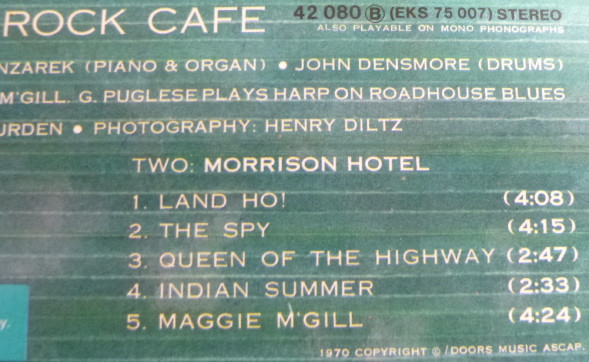 ROCK CAFE
42 080 B (EKS 75 007) STEREO
ALSO PLAYABLE ON MONO PHONOGRAPHS
NZAREK (PIANO & ORGAN) • JOHN DENSMORE (DRUMS)
M'GILL. G. PUGLESE PLAYS HARP ON ROADHOUSE BLUES
URDEN • PHOTOGRAPHY: HENRY DILTZ
TWO: MORRISON HOTEL
1. LAND HO! (4:08)
2. THE SPY (4:15)
3. QUEEN OF THE HIGHWAY (2:47)
4. INDIAN SUMMER (2:33)
5. MAGGIE M'GILL (4:24)
1970 COPYRIGHT © / DOORS MUSIC ASCAP.